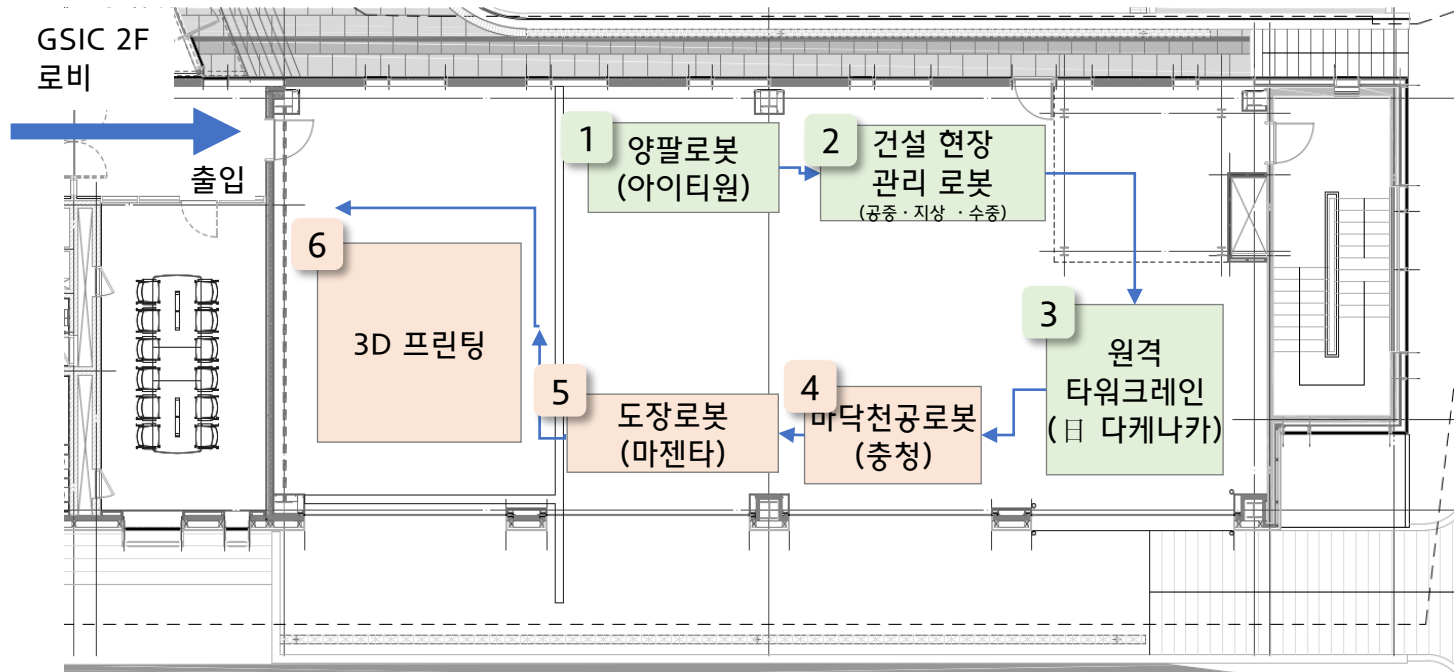 GSIC 2F
로비
출입
1
양팔로봇
(아이티원)
2
건설 현장
관리 로봇
(공중 · 지상 · 수중)
3
원격
타워크레인
(日 다케나카)
4
바닥천공로봇
(충청)
5
도장로봇
(마젠타)
6
3D 프린팅